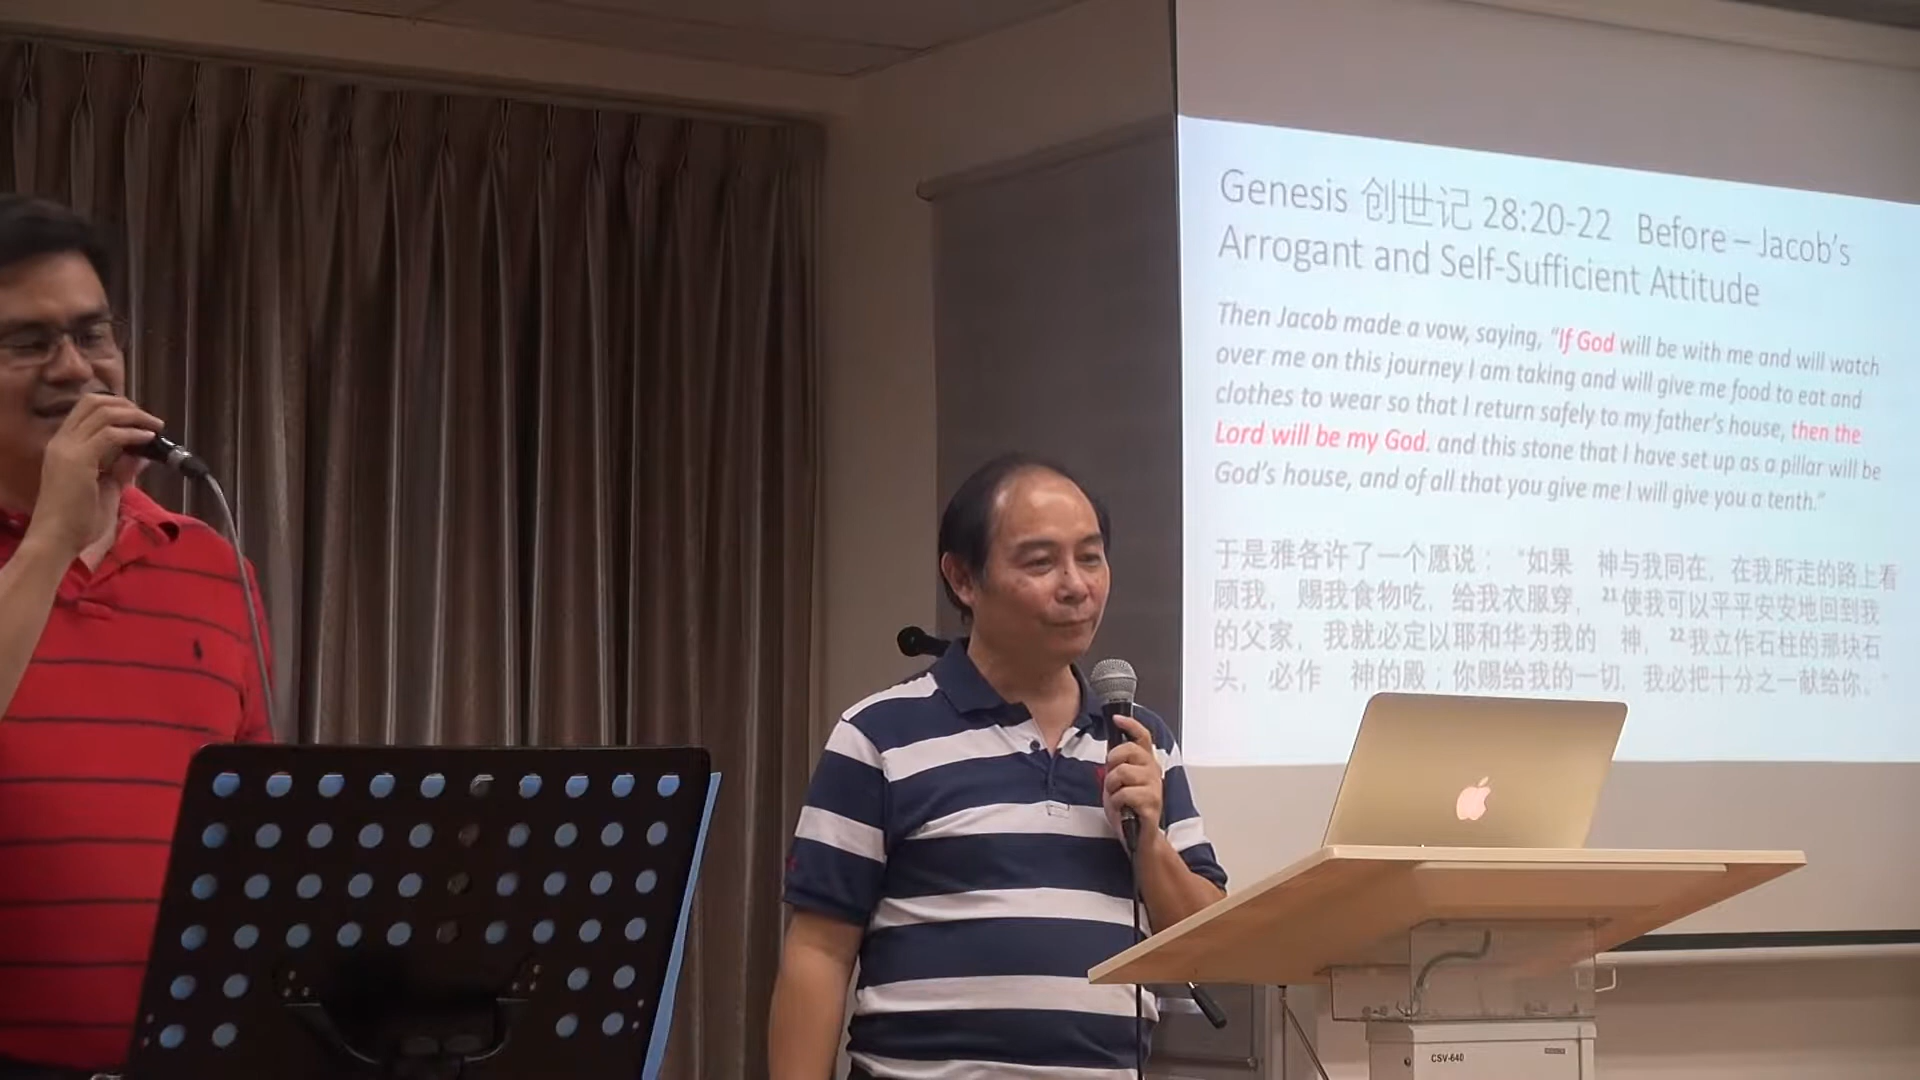 Genesis 创世记 28:20-22 Before – Jacob's
Arrogant and Self-Sufficient Attitude
Then Jacob made a vow, saying, "If God will be with me and will watch
over me on this journey I am taking and will give me food to eat and
clothes to wear so that I return safely to my father's house, then the
Lord will be my God. and this stone that I have set up as a pillar will be
God's house, and of all that you give me I will give you a tenth."
于是雅各许了一个愿说："如果 神与我同在，在我所走的路上看
顾我，赐我食物吃，给我衣服穿，21使我可以平平安安地回到我
的父家，我就必定以耶和华为我的 神，22我立作石柱的那块石
头，必作 神的殿；你赐给我的一切，我必把十分之一献给你。"
CSV-640